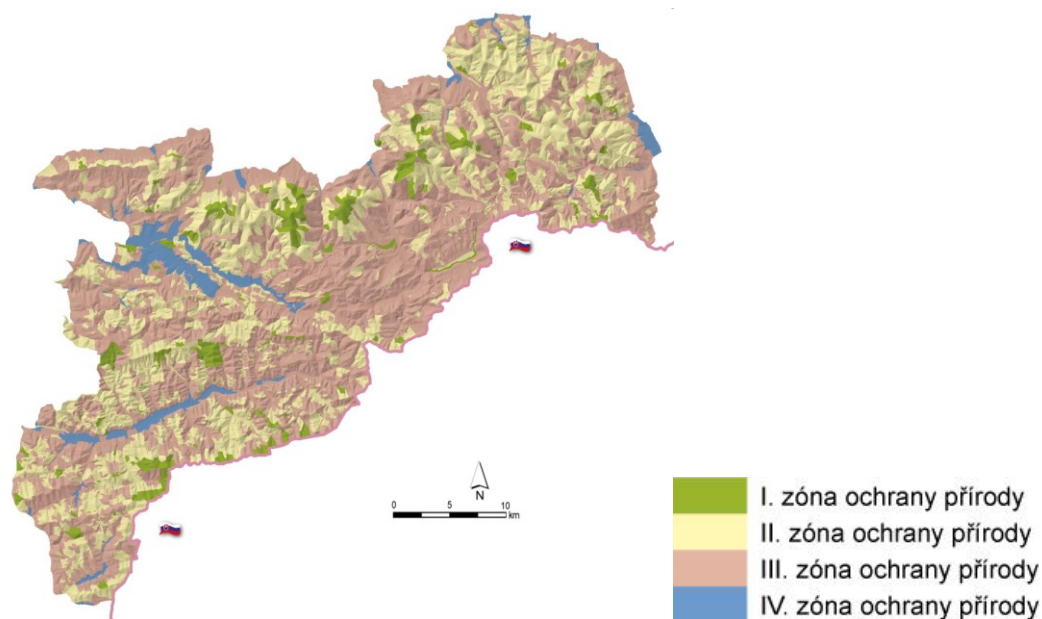 N
0 5 10
km
I. zóna ochrany přírody
II. zóna ochrany přírody
III. zóna ochrany přírody
IV. zóna ochrany přírody